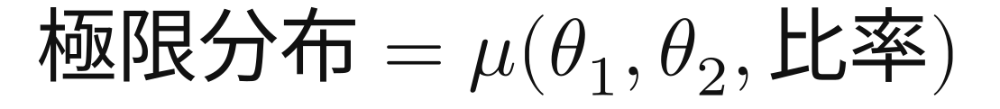 極限分布 = μ(θ₁, θ₂, 比率)